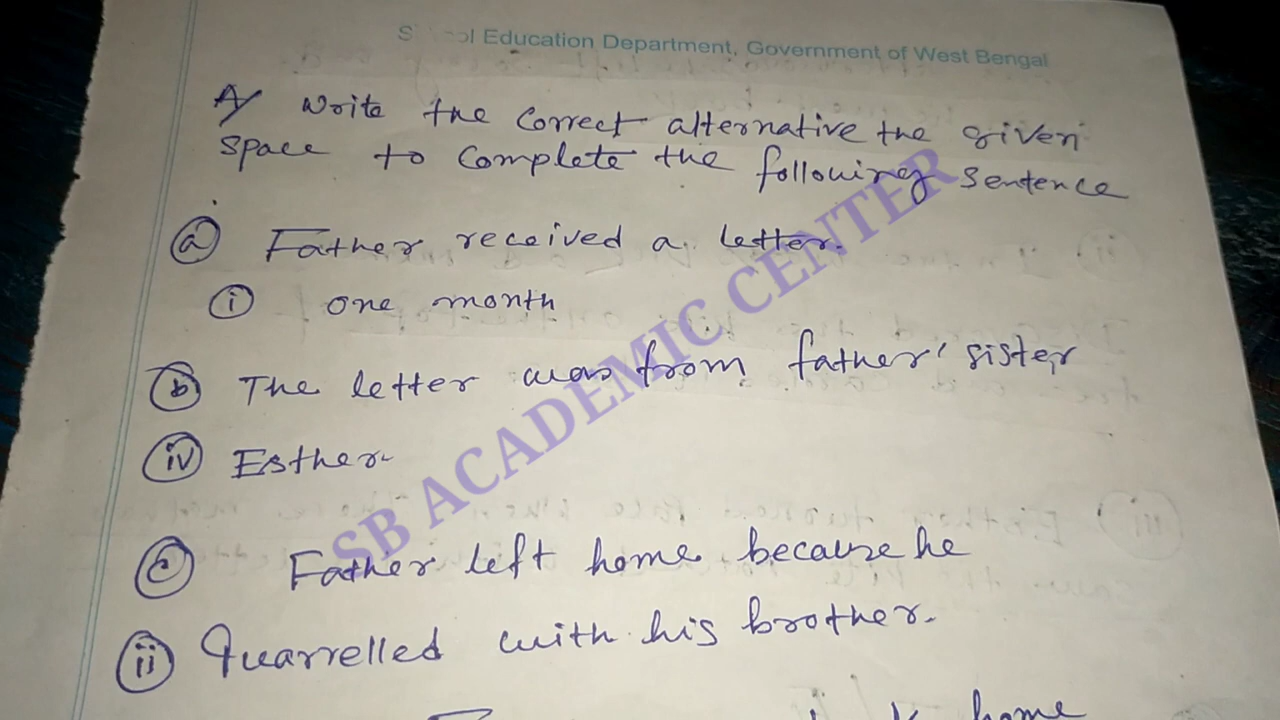 School Education Department, Government of West Bengal
A/ Write the correct alternative the given
space to complete the following sentence
(a) Father received a letter.
(i) one month
(b) The letter was from father' sister
(iv) Esther
(c) Father left home because he
(ii) Quarrelled with his brother.
home
SB ACADEMIC CENTER